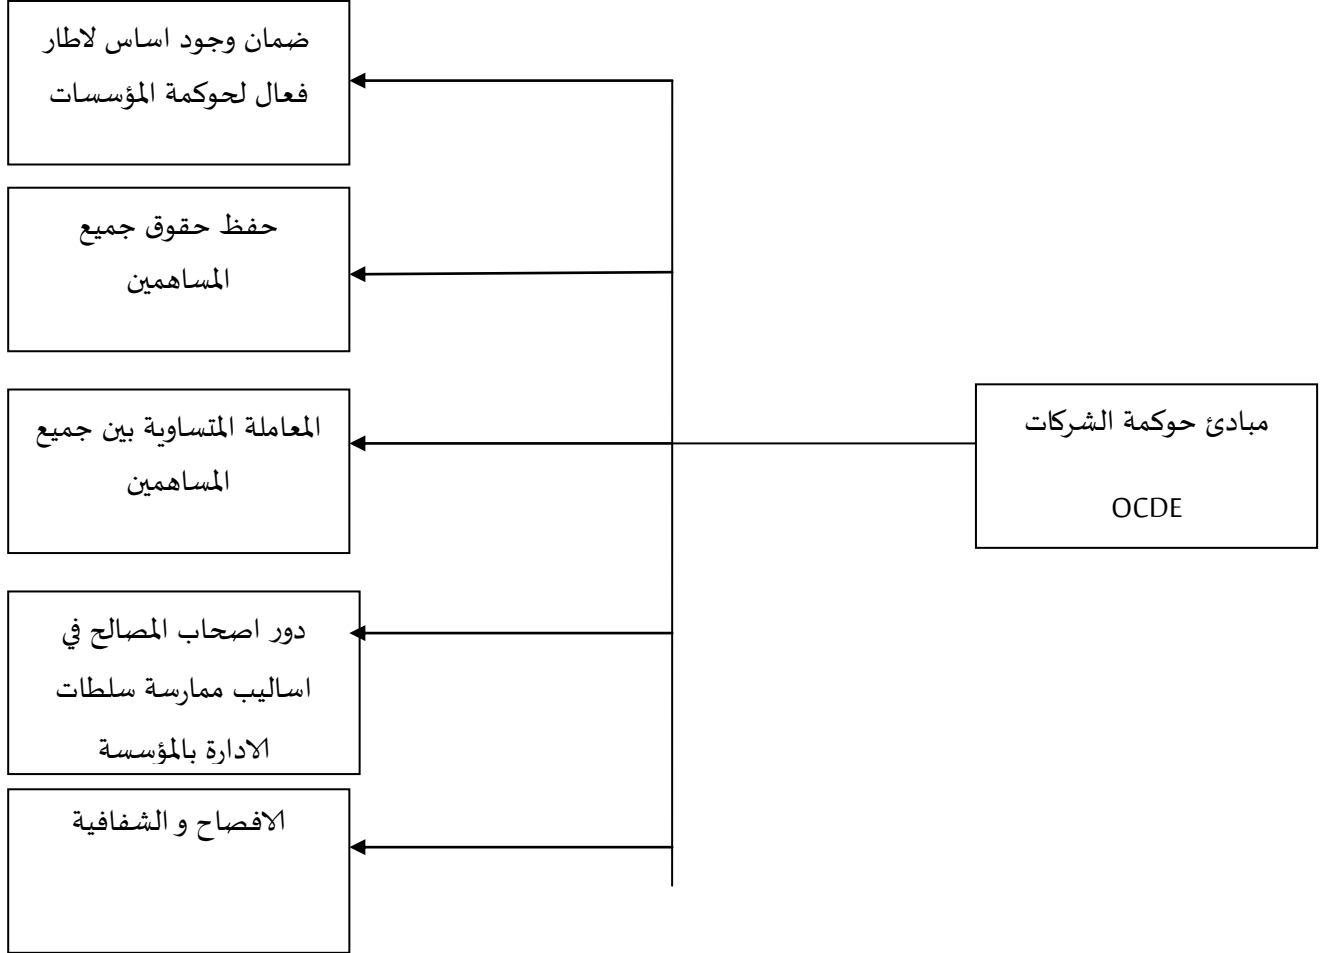 مبادئ حوكمة الشركات
OCDE
ضمان وجود اساس لاطار
فعال لحوكمة المؤسسات
حفظ حقوق جميع
المساهمين
المعاملة المتساوية بين جميع
المساهمين
دور اصحاب المصالح في
اساليب ممارسة سلطات
الادارة بالمؤسسة
الافصاح و الشفافية